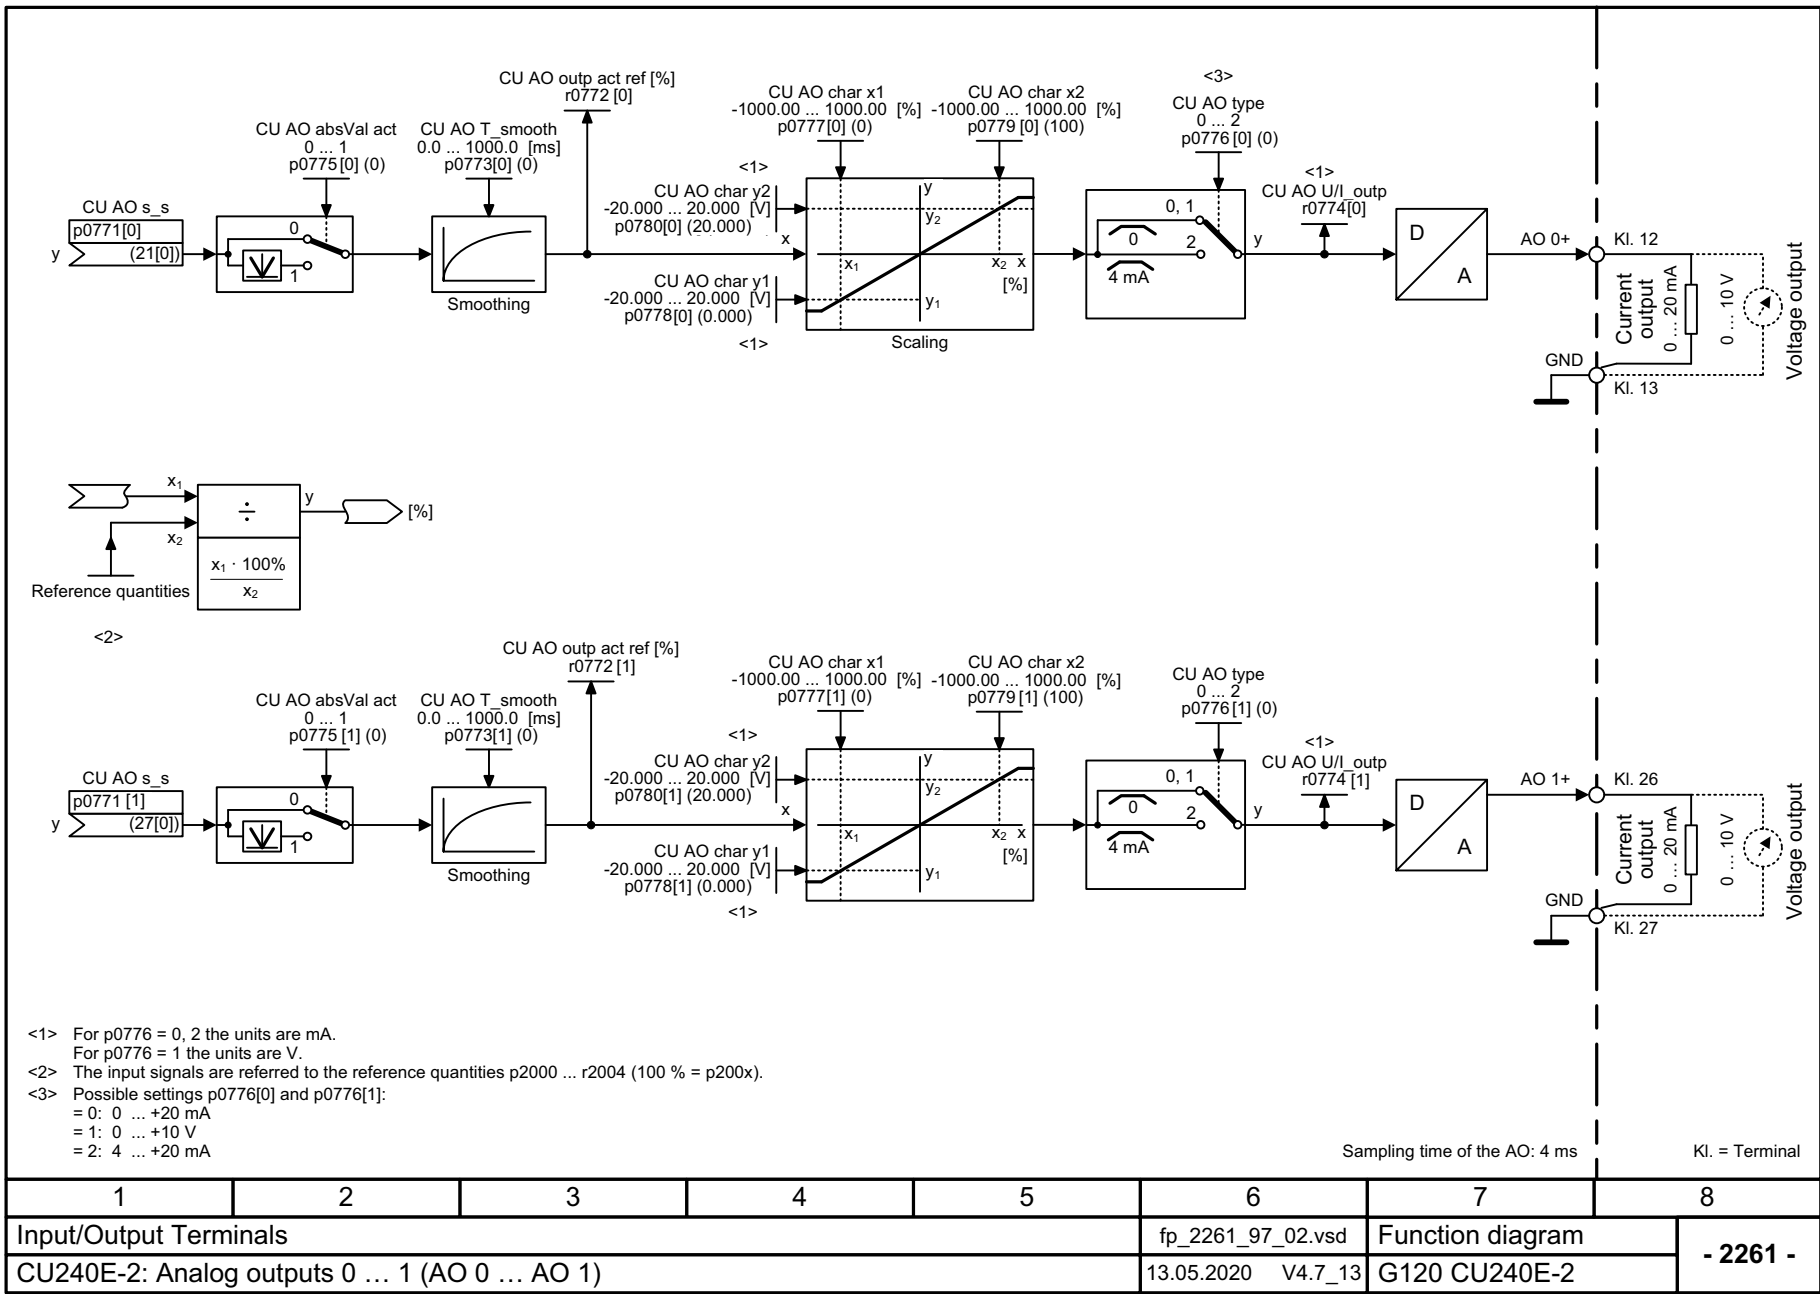 CU AO outp act ref [%]
r0772 [0]
CU AO absVal act
0 ... 1
p0775[0] (0)
CU AO T_smooth
0.0 ... 1000.0 [ms]
p0773[0] (0)
CU AO char x1
-1000.00 ... 1000.00 [%]
p0777[0] (0)
CU AO char x2
-1000.00 ... 1000.00 [%]
p0779 [0] (100)
<3>
CU AO type
0 ... 2
p0776 [0] (0)
<1>
CU AO U/I_outp
r0774[0]
CU AO s_s
p0771[0]
(21[0])
y
0
1
Smoothing
<1>
CU AO char y2
-20.000 ... 20.000 [V]
p0780[0] (20.000)
x
CU AO char y1
-20.000 ... 20.000 [V]
p0778[0] (0.000)
<1>
y
y2
x1
x2 x
[%]
y1
Scaling
0, 1
0
2
4 mA
y
D
A
AO 0+
Kl. 12
Current output
0 ... 20 mA
0 ... 10 V
Voltage output
GND
Kl. 13
x1
x2
÷
x1 · 100%
x2
y
[%]
Reference quantities
<2>
CU AO outp act ref [%]
r0772 [1]
CU AO absVal act
0 ... 1
p0775 [1] (0)
CU AO T_smooth
0.0 ... 1000.0 [ms]
p0773[1] (0)
CU AO char x1
-1000.00 ... 1000.00 [%]
p0777[1] (0)
CU AO char x2
-1000.00 ... 1000.00 [%]
p0779[1] (100)
CU AO type
0 ... 2
p0776[1] (0)
<1>
CU AO U/I_outp
r0774 [1]
CU AO s_s
p0771 [1]
(27[0])
y
0
1
Smoothing
<1>
CU AO char y2
-20.000 ... 20.000 [V]
p0780[1] (20.000)
x
CU AO char y1
-20.000 ... 20.000 [V]
p0778[1] (0.000)
<1>
y
y2
x1
x2 x
[%]
y1
0, 1
0
2
4 mA
y
D
A
AO 1+
Kl. 26
Current output
0 ... 20 mA
0 ... 10 V
Voltage output
GND
Kl. 27
<1> For p0776 = 0, 2 the units are mA.
For p0776 = 1 the units are V.
<2> The input signals are referred to the reference quantities p2000 ... r2004 (100 % = p200x).
<3> Possible settings p0776[0] and p0776[1]:
= 0: 0 ... +20 mA
= 1: 0 ... +10 V
= 2: 4 ... +20 mA
Sampling time of the AO: 4 ms
Kl. = Terminal
1 2 3 4 5 6 7 8
Input/Output Terminals
fp_2261_97_02.vsd
Function diagram
- 2261 -
CU240E-2: Analog outputs 0 … 1 (AO 0 … AO 1)
13.05.2020 V4.7_13
G120 CU240E-2